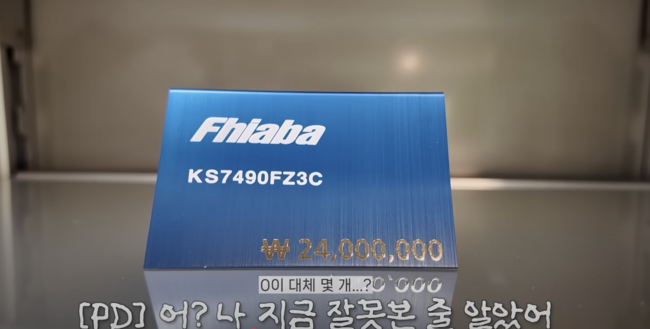 Fhiaba
KS7490FZ3C
₩ 24,000,000
0이 대체 몇 개...?
[PD] 어? 나 지금 잘못본 줄 알았어